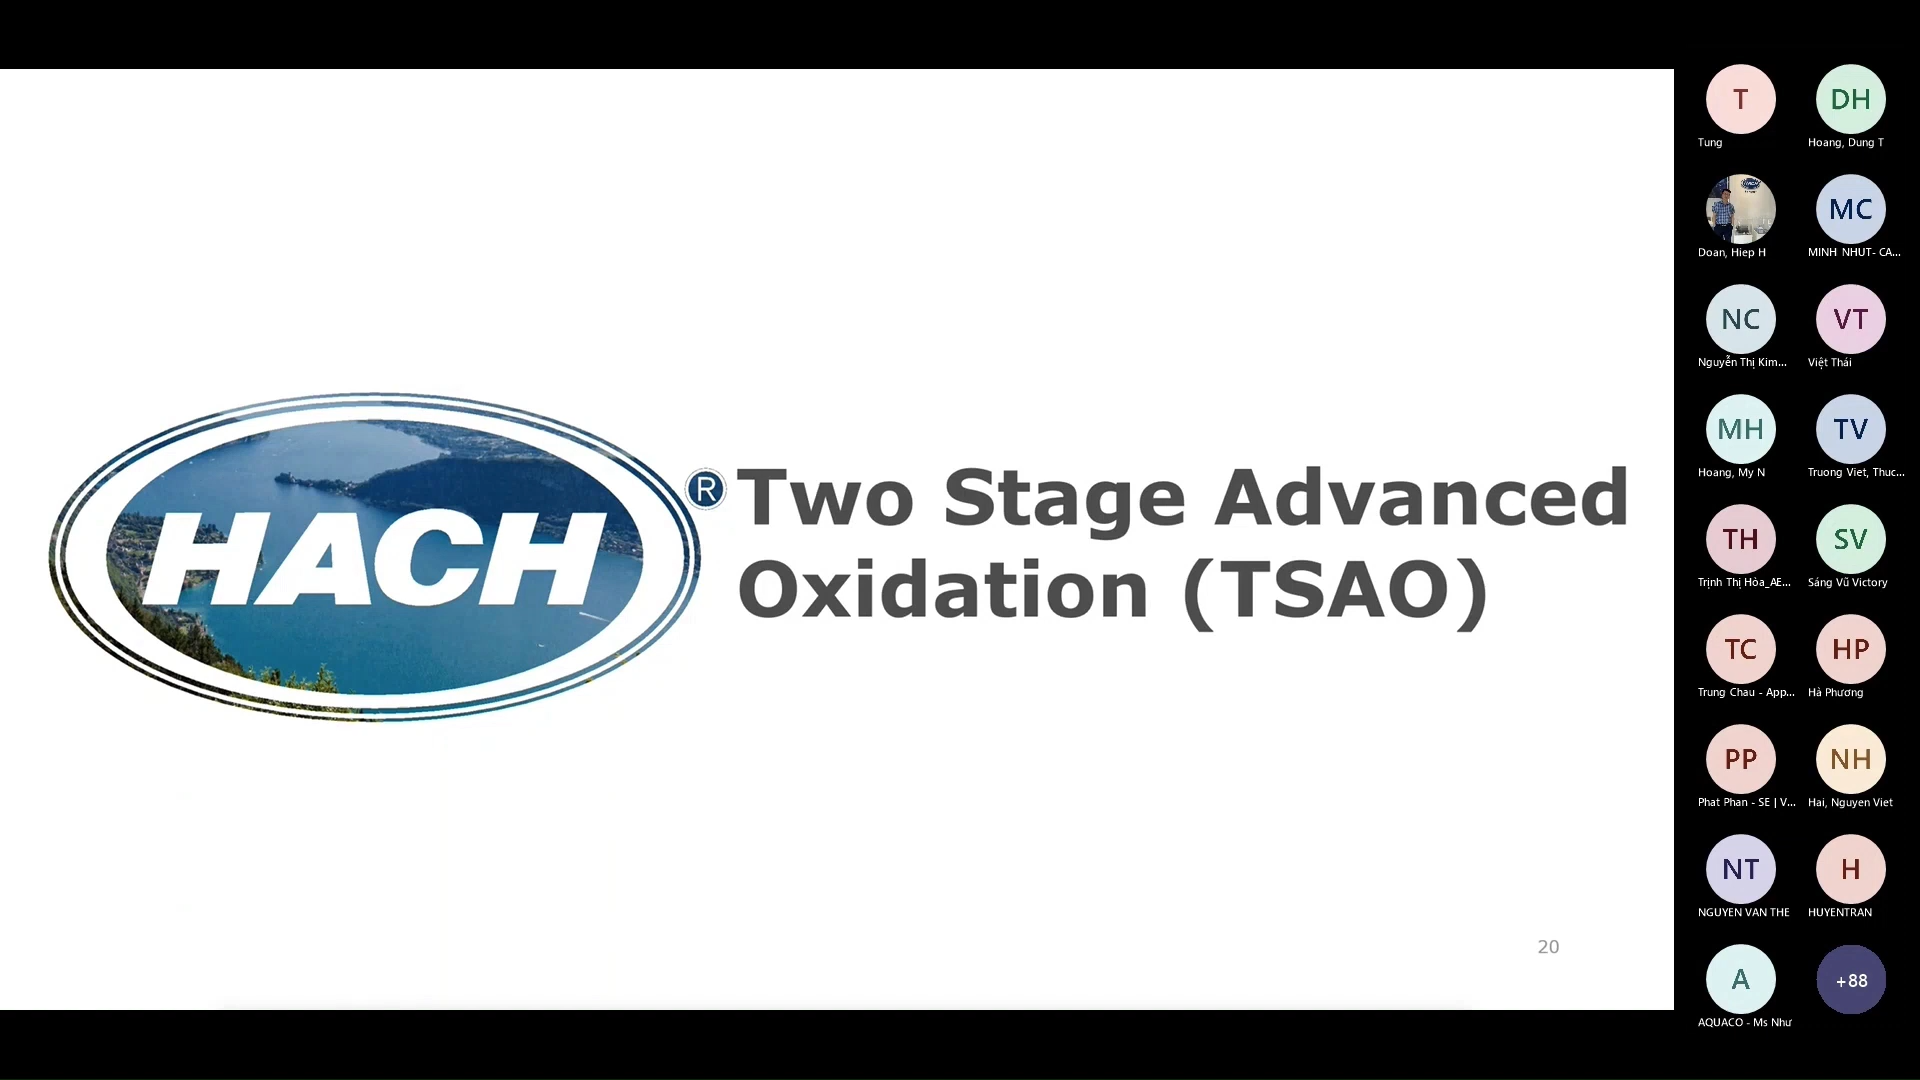 HACH
®
Two Stage Advanced
Oxidation (TSAO)
20
T
Tung
DH
Hoang, Dung T
Doan, Hiep H
MC
MINH NHUT- CA...
NC
Nguyễn Thị Kim...
VT
Việt Thái
MH
Hoang, My N
TV
Truong Viet, Thuc...
TH
Trịnh Thị Hòa_AE...
SV
Sáng Vũ Victory
TC
Trung Chau - App...
HP
Hà Phương
PP
Phat Phan - SE | V...
NH
Hai, Nguyen Viet
NT
NGUYEN VAN THE
H
HUYENTRAN
A
AQUACO - Ms Như
+88